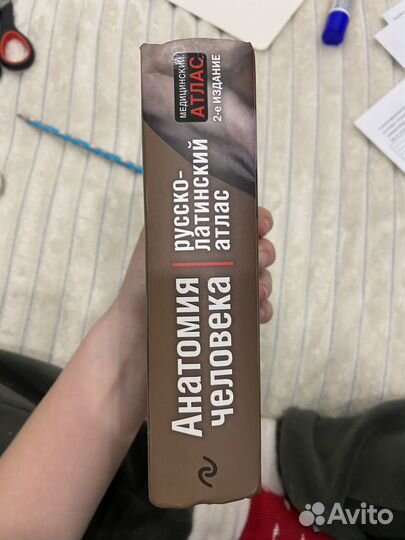 Анатомия
человека
русско-
латинский
атлас
МЕДИЦИНСКИЙ
АТЛАС
2-е ИЗДАНИЕ
Avito